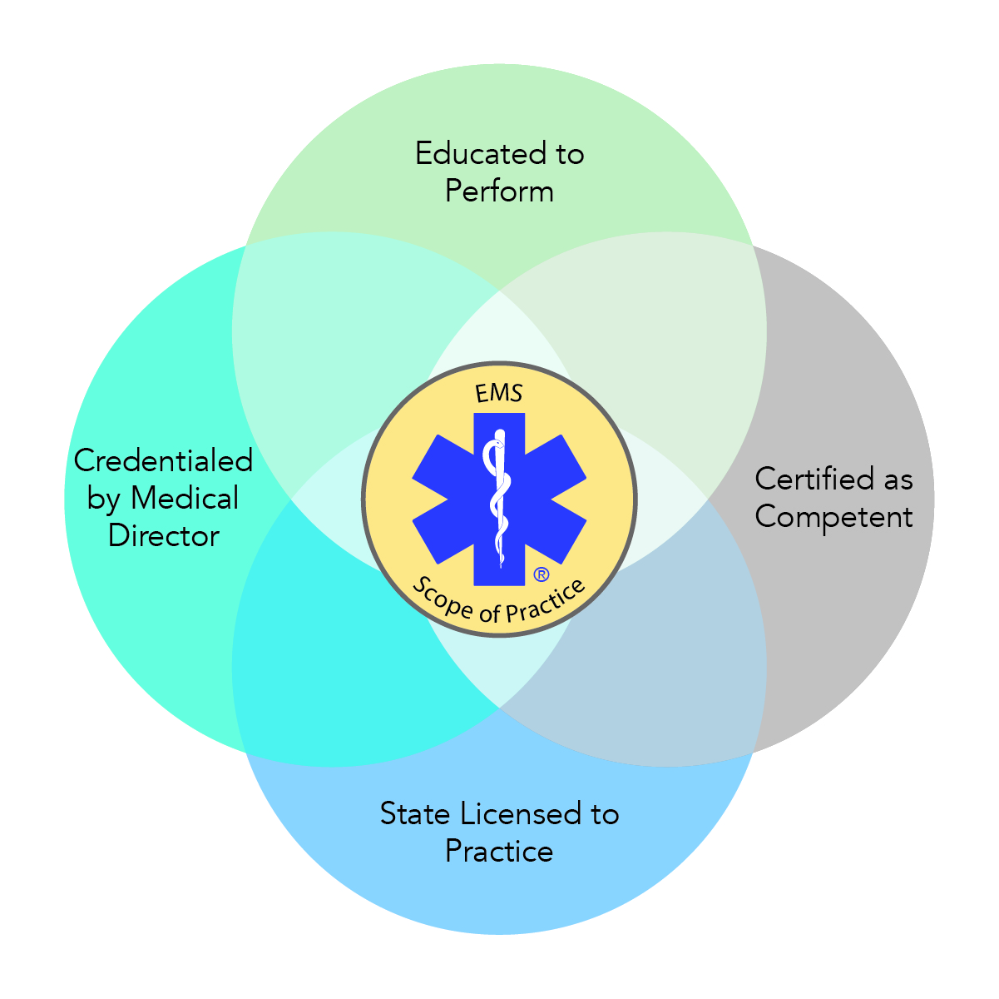 Educated to
Perform
Credentialed
by Medical
Director
EMS
®
Scope of Practice
Certified as
Competent
State Licensed to
Practice